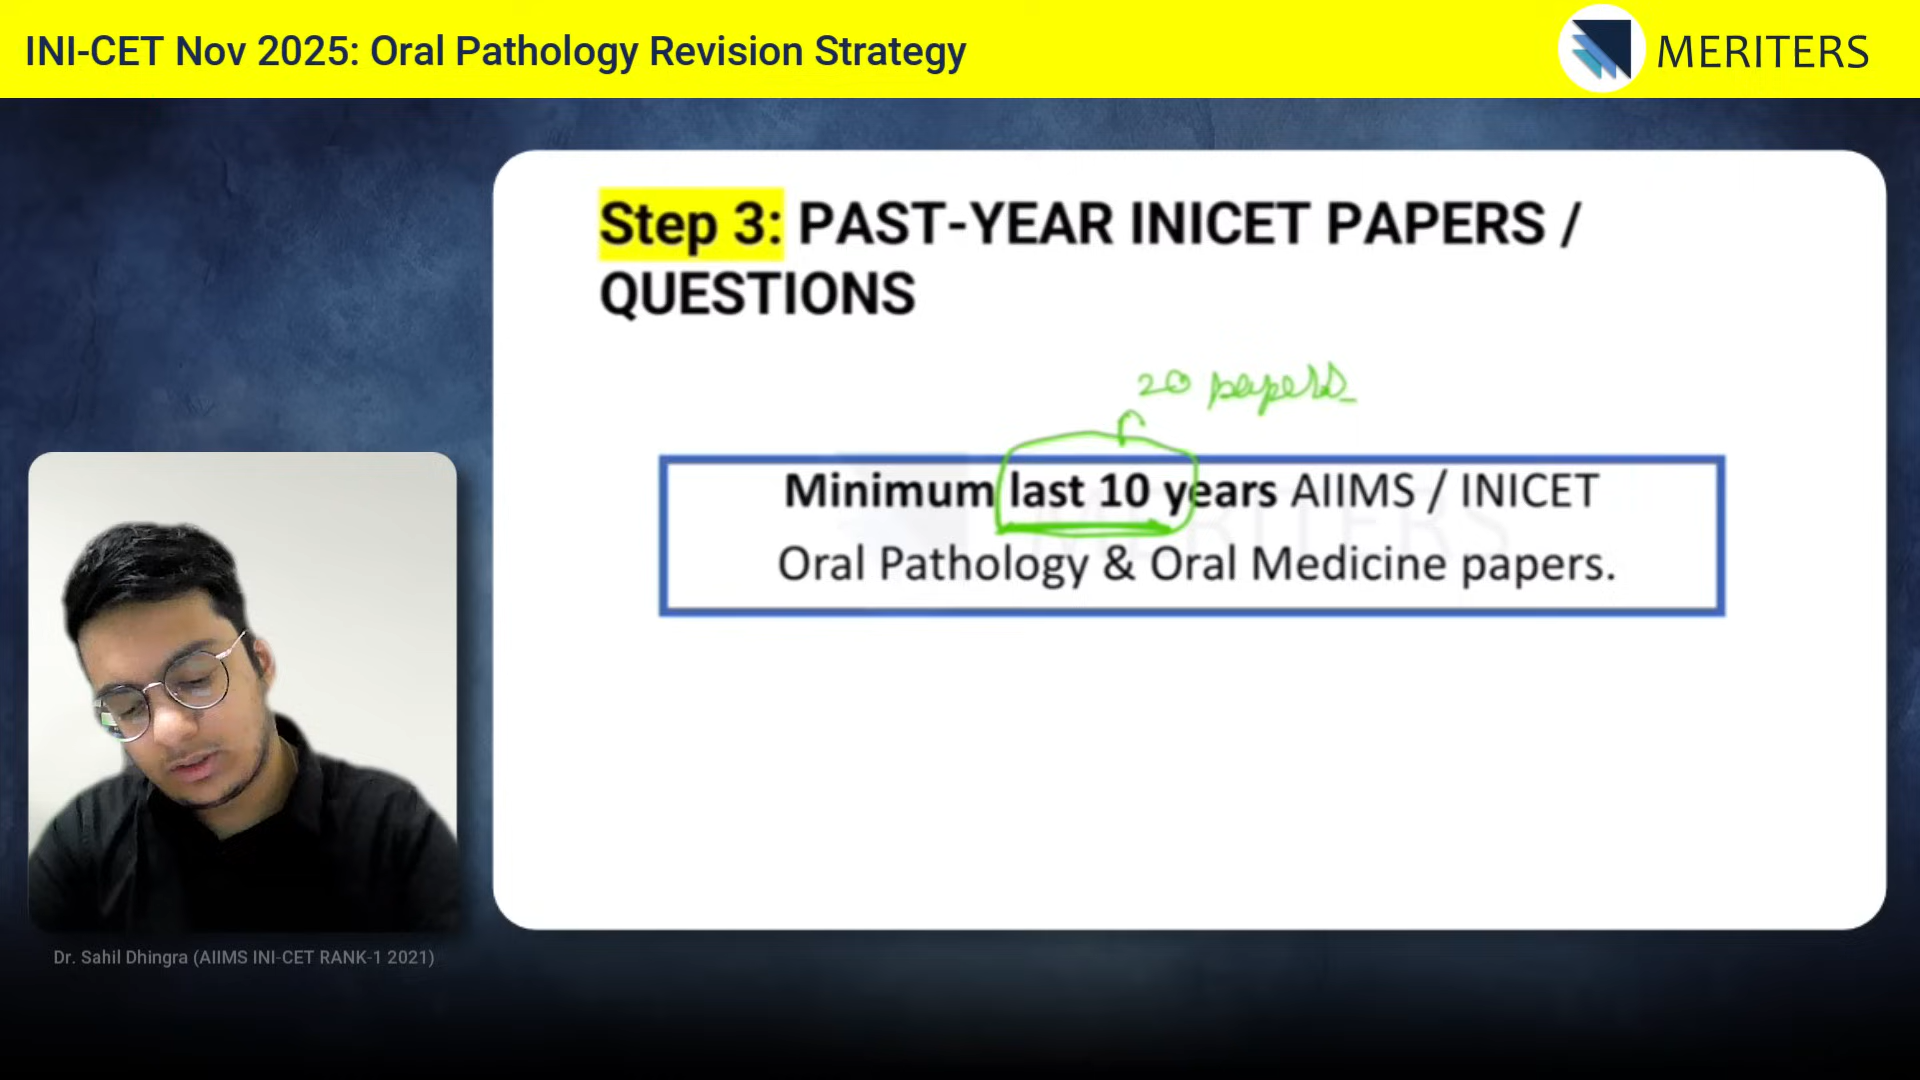 INI-CET Nov 2025: Oral Pathology Revision Strategy
MERITERS
Step 3: PAST-YEAR INICET PAPERS /
QUESTIONS
20 papers
Minimum last 10 years AIIMS / INICET
Oral Pathology & Oral Medicine papers.
MERITERS
Dr. Sahil Dhingra (AIIMS INI-CET RANK-1 2021)